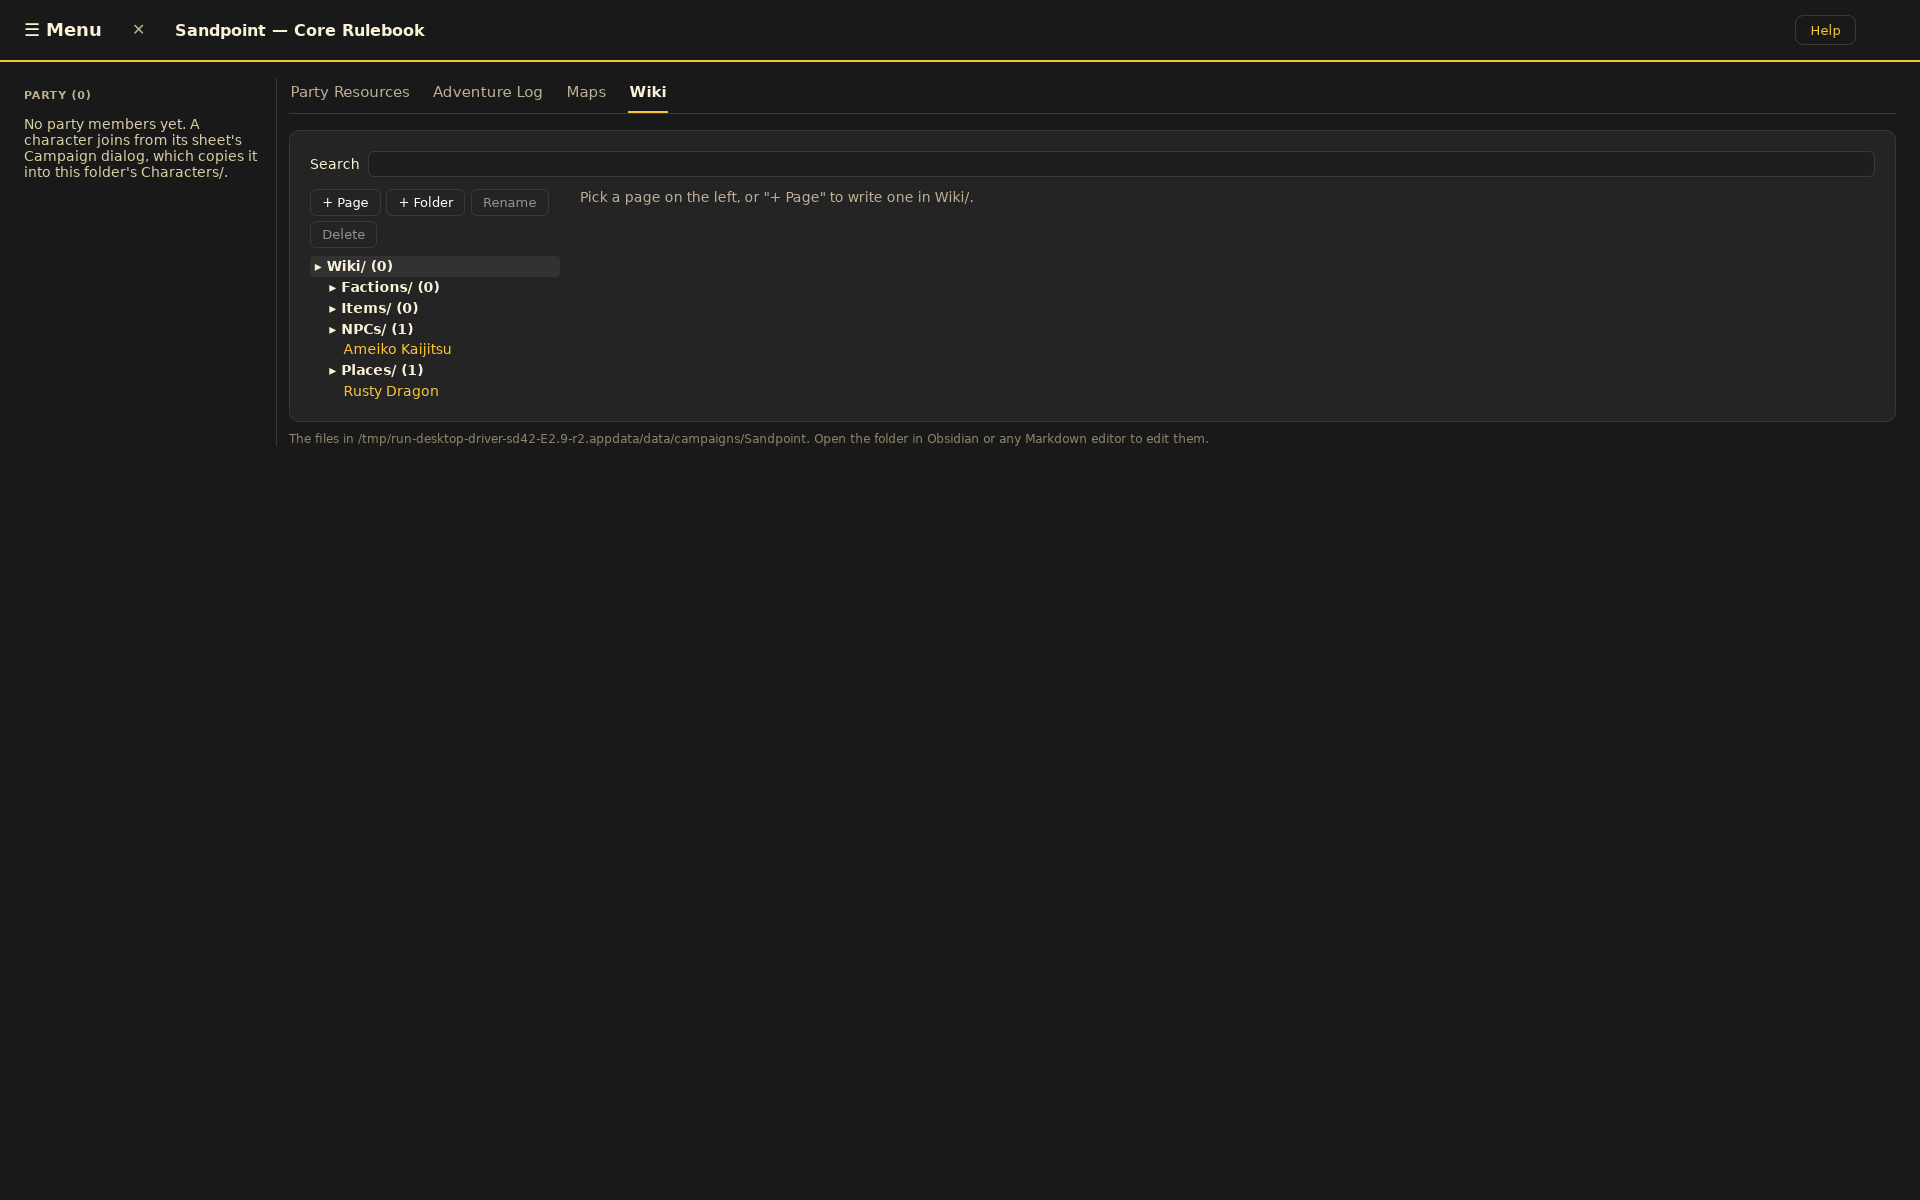 ☰ Menu ✕ Sandpoint — Core Rulebook Help
PARTY (0)
No party members yet. A
character joins from its sheet's
Campaign dialog, which copies it
into this folder's Characters/.
Party Resources Adventure Log Maps Wiki
Search
+ Page + Folder Rename
Delete
Pick a page on the left, or "+ Page" to write one in Wiki/.
▸ Wiki/ (0)
▸ Factions/ (0)
▸ Items/ (0)
▸ NPCs/ (1)
Ameiko Kaijitsu
▸ Places/ (1)
Rusty Dragon
The files in /tmp/run-desktop-driver-sd42-E2.9-r2.appdata/data/campaigns/Sandpoint. Open the folder in Obsidian or any Markdown editor to edit them.